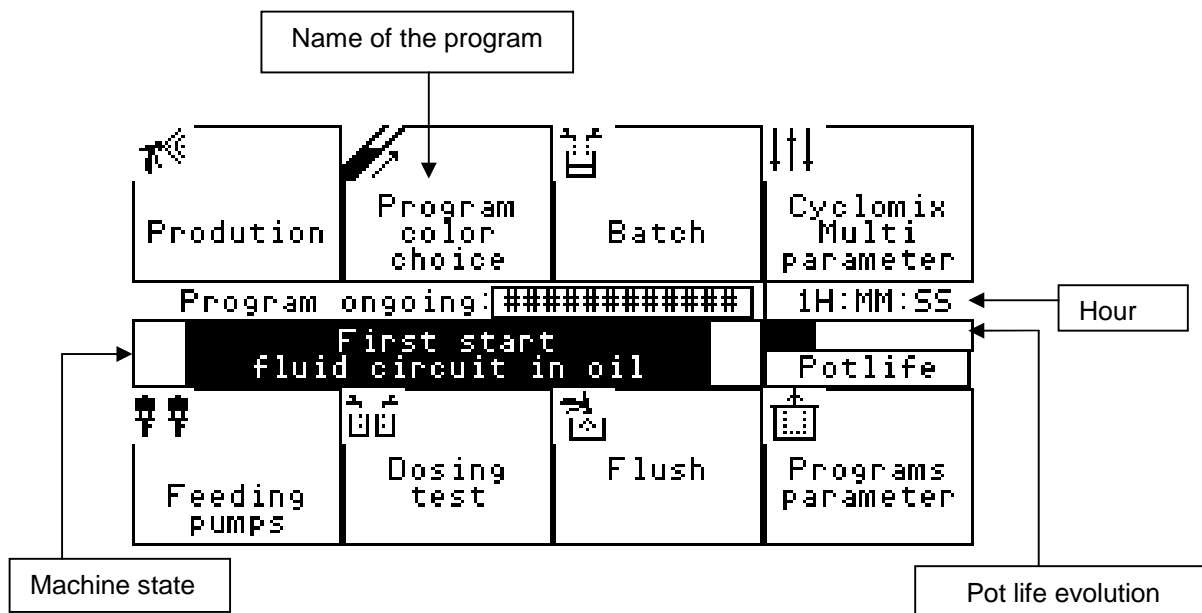 Name of the program
Prodution
Program
color
choice
Batch
Cyclomix
Multi
parameter
Program ongoing:############
1H:MM:SS
Hour
First start
fluid circuit in oil
Potlife
Feeding
pumps
Dosing
test
Flush
Programs
parameter
Machine state
Pot life evolution